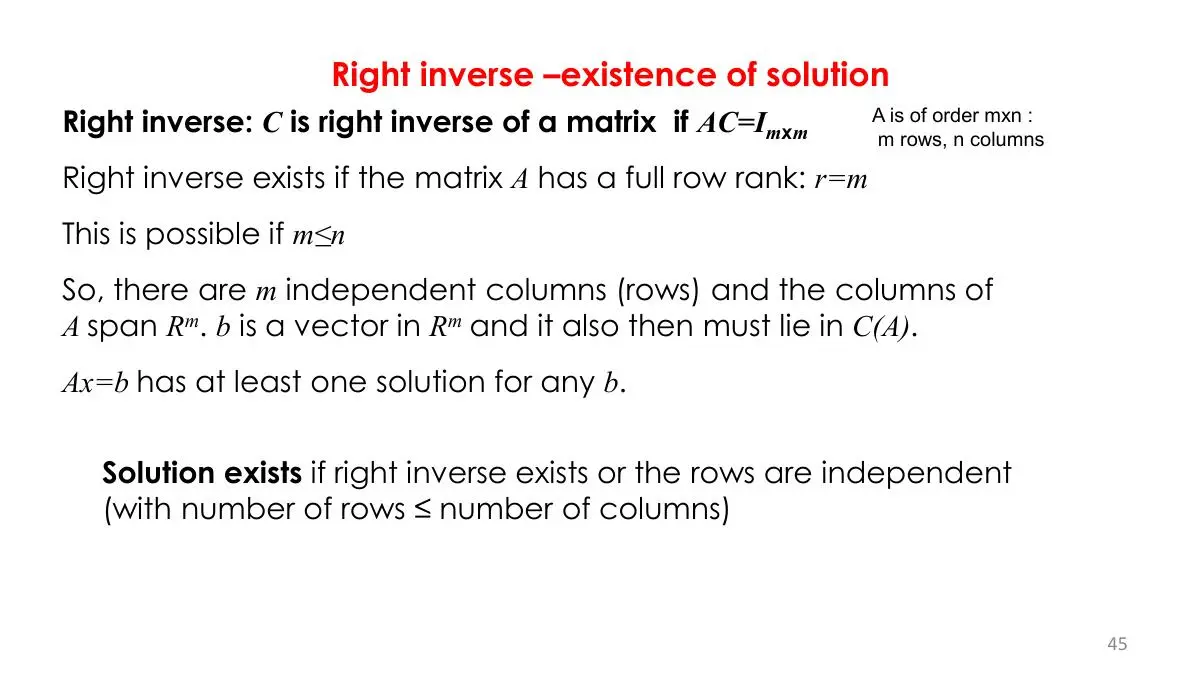 Right inverse –existence of solution
Right inverse: C is right inverse of a matrix  if AC=Imxm
A is of order mxn :
m rows, n columns
Right inverse exists if the matrix A has a full row rank: r=m
This is possible if m≤n
So, there are m independent columns (rows) and the columns of
A span Rᵐ. b is a vector in Rᵐ and it also then must lie in C(A).
Ax=b has at least one solution for any b.
Solution exists if right inverse exists or the rows are independent
(with number of rows ≤ number of columns)
45